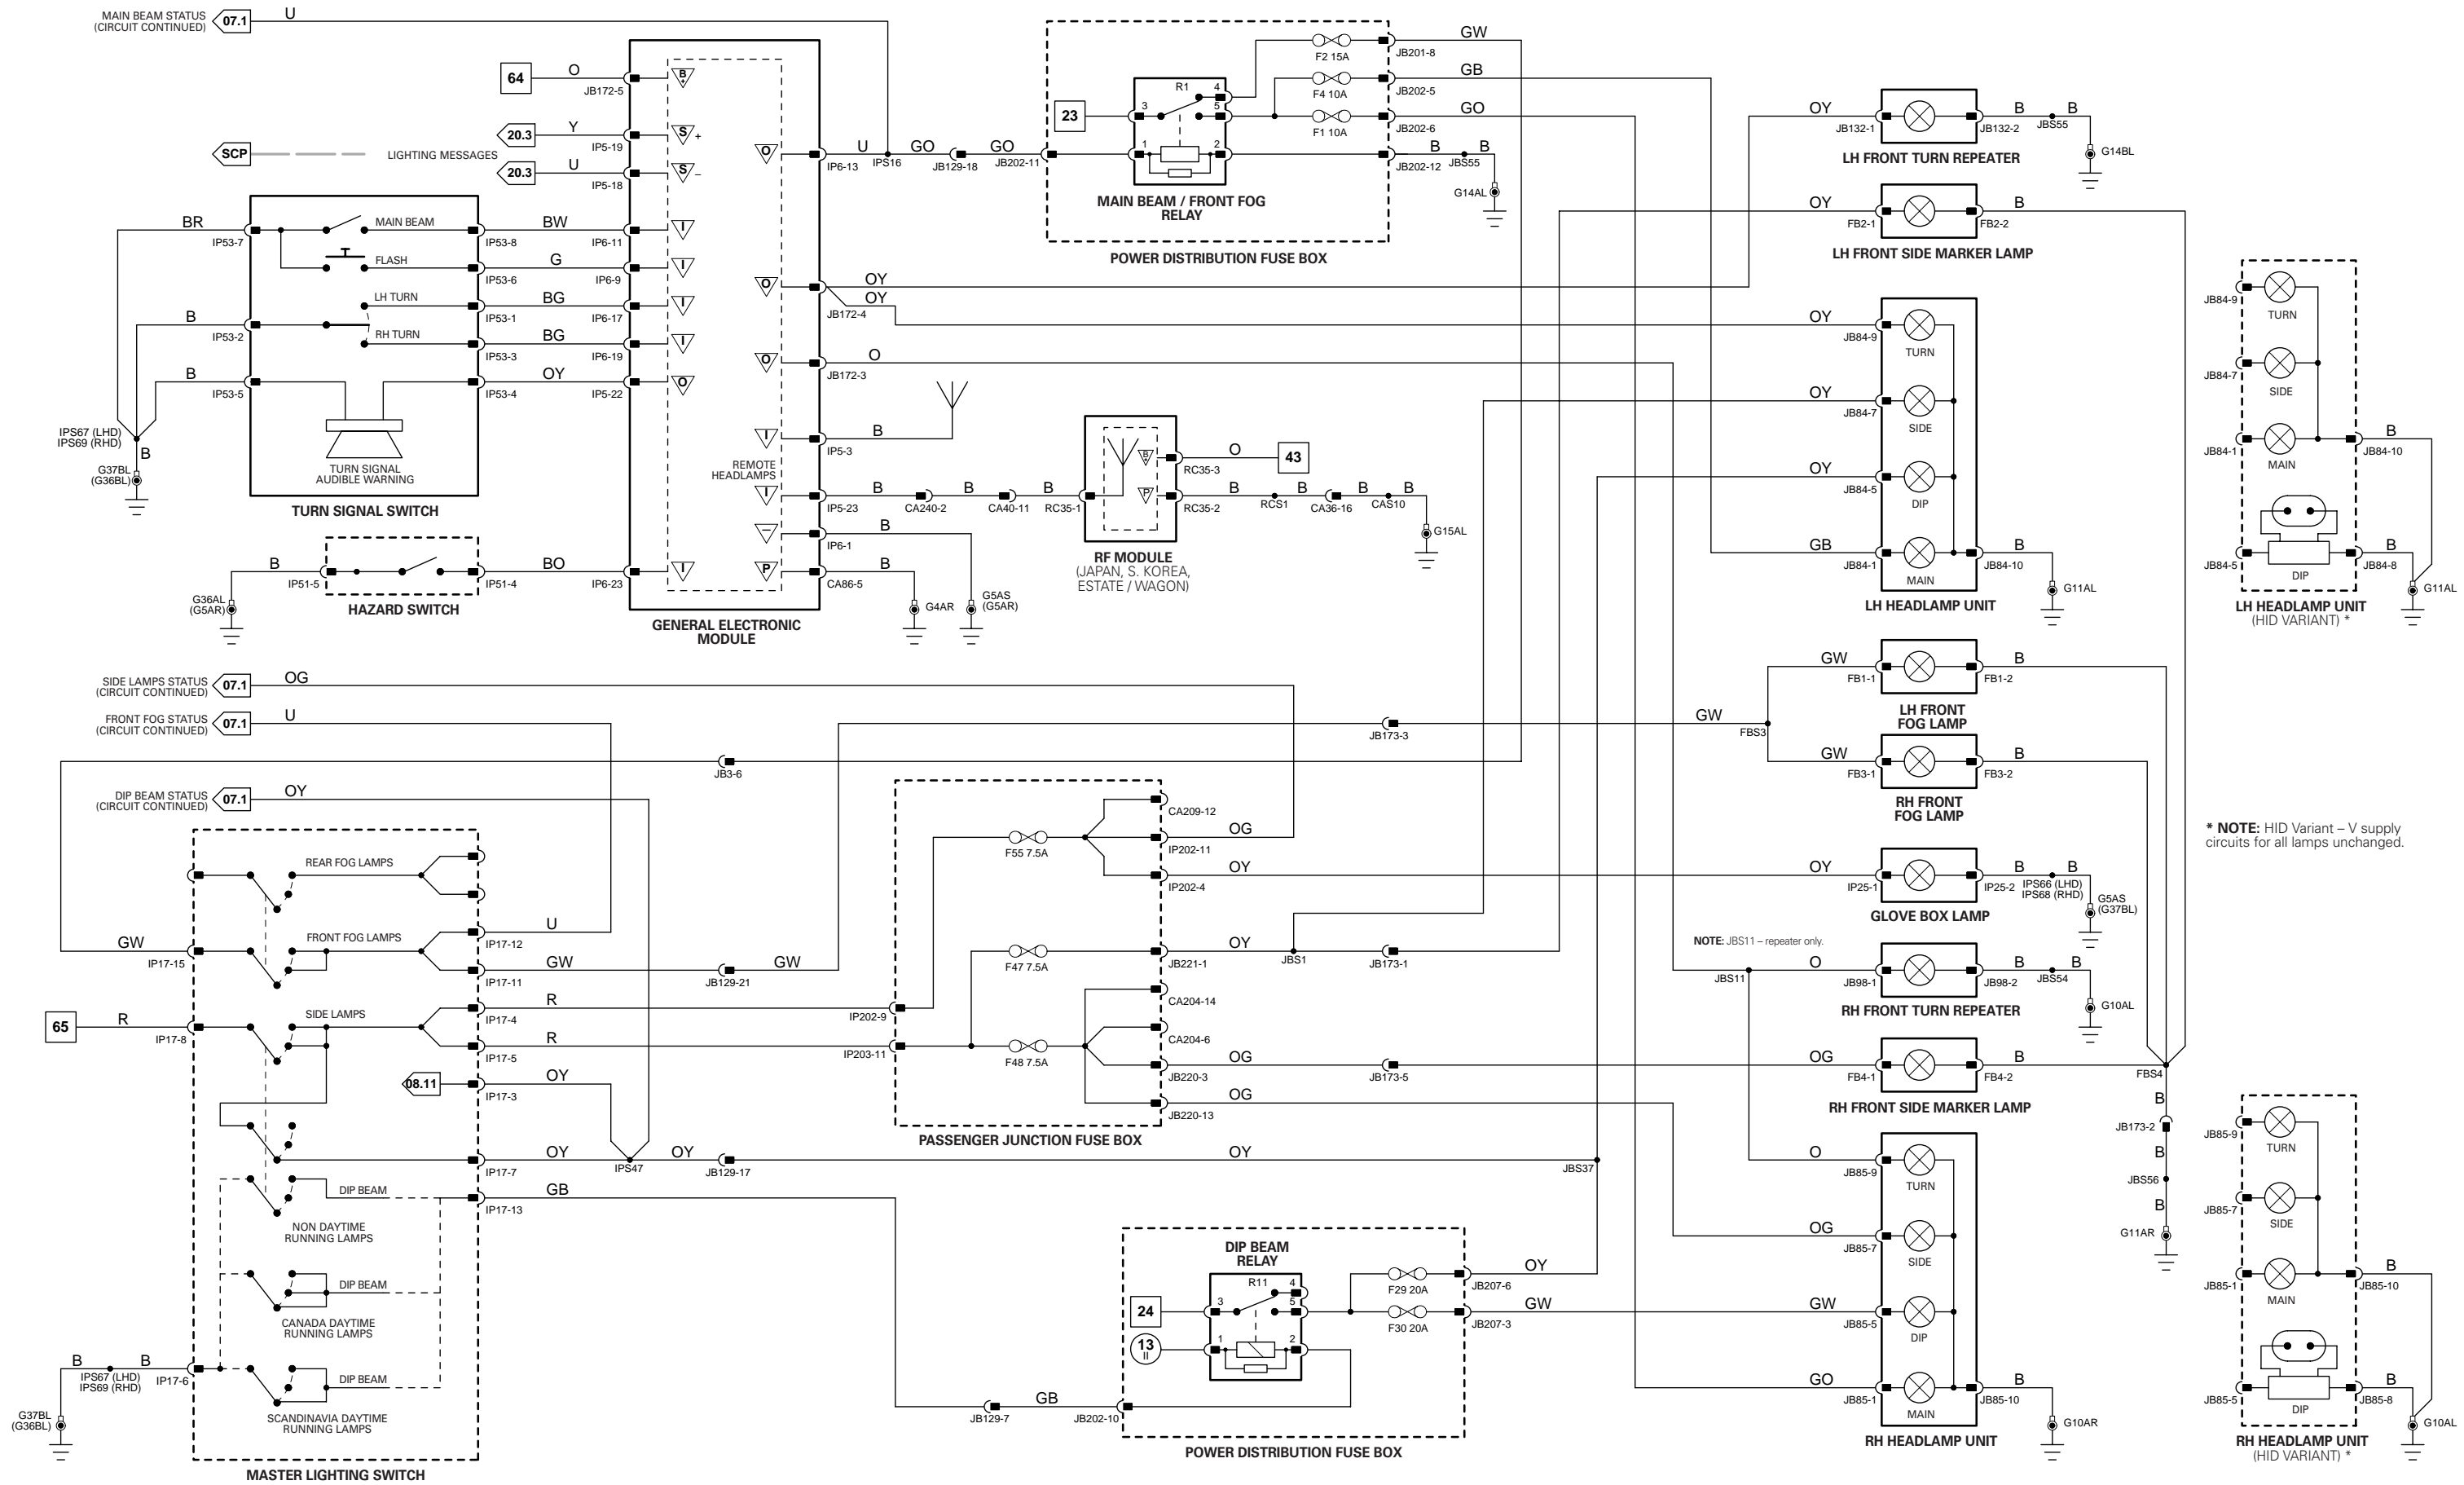 MAIN BEAM STATUS
(CIRCUIT CONTINUED)
07.1
U
64
O
JB172-5
B
+
20.3
Y
IP5-19
S
+
SCP
LIGHTING MESSAGES
20.3
U
IP5-18
S
–
BR
IP53-7
MAIN BEAM
IP53-8
BW
IP6-11
I
FLASH
IP53-6
G
IP6-9
I
LH TURN
IP53-1
BG
IP6-17
I
B
IP53-2
RH TURN
IP53-3
BG
IP6-19
I
B
IP53-5
IP53-4
OY
IP5-22
O
IPS67 (LHD)
IPS69 (RHD)
B
G37BL
(G36BL)
TURN SIGNAL
AUDIBLE WARNING
TURN SIGNAL SWITCH
B
IP51-5
IP51-4
BO
IP6-23
I
G36AL
(G5AR)
HAZARD SWITCH
O
IP6-13
U
IPS16
GO
JB129-18
GO
JB202-11
O
OY
OY
JB172-4
O
O
JB172-3
I
B
IP5-3
REMOTE
HEADLAMPS
I
B
IP5-23
CA240-2
B
CA40-11
B
RC35-1
–
B
IP6-1
P
B
CA86-5
G4AR
G5AS
(G5AR)
GENERAL ELECTRONIC
MODULE
23
R1
3
4
5
1
2
F2 15A
JB201-8
GW
F4 10A
JB202-5
GB
F1 10A
JB202-6
GO
JB202-12
B
JBS55
B
G14AL
MAIN BEAM / FRONT FOG
RELAY
POWER DISTRIBUTION FUSE BOX
B
+
RC35-3
O
43
P
RC35-2
B
RCS1
B
CA36-16
B
CAS10
B
G15AL
RF MODULE
(JAPAN, S. KOREA,
ESTATE / WAGON)
OY
JB132-1
JB132-2
B
JBS55
B
G14BL
LH FRONT TURN REPEATER
OY
FB2-1
FB2-2
B
LH FRONT SIDE MARKER LAMP
OY
JB84-9
TURN
OY
JB84-7
SIDE
OY
JB84-5
DIP
GB
JB84-1
MAIN
JB84-10
B
G11AL
LH HEADLAMP UNIT
JB84-9
TURN
JB84-7
SIDE
JB84-1
MAIN
JB84-10
B
JB84-5
DIP
JB84-8
B
G11AL
LH HEADLAMP UNIT
(HID VARIANT) *
SIDE LAMPS STATUS
(CIRCUIT CONTINUED)
07.1
OG
FRONT FOG STATUS
(CIRCUIT CONTINUED)
07.1
U
JB3-6
DIP BEAM STATUS
(CIRCUIT CONTINUED)
07.1
OY
JB173-3
GW
FBS3
GW
FB1-1
FB1-2
B
LH FRONT
FOG LAMP
GW
FB3-1
FB3-2
B
RH FRONT
FOG LAMP
* NOTE: HID Variant – V supply
circuits for all lamps unchanged.
REAR FOG LAMPS
FRONT FOG LAMPS
GW
IP17-15
IP17-12
U
IP17-11
GW
JB129-21
GW
65
R
IP17-8
SIDE LAMPS
IP17-4
R
IP202-9
IP17-5
R
IP203-11
08.11
IP17-3
OY
IP17-7
OY
IPS47
OY
JB129-17
OY
JBS37
DIP BEAM
IP17-13
GB
NON DAYTIME
RUNNING LAMPS
DIP BEAM
CANADA DAYTIME
RUNNING LAMPS
DIP BEAM
SCANDINAVIA DAYTIME
RUNNING LAMPS
B
IPS67 (LHD)
IPS69 (RHD)
B
IP17-6
G37BL
(G36BL)
MASTER LIGHTING SWITCH
F55 7.5A
CA209-12
IP202-11
OG
IP202-4
OY
F47 7.5A
JB221-1
OY
JBS1
JB173-1
CA204-14
CA204-6
F48 7.5A
JB220-3
OG
JB173-5
JB220-13
OG
PASSENGER JUNCTION FUSE BOX
OY
IP25-1
IP25-2
B
IPS66 (LHD)
IPS68 (RHD)
B
G5AS
(G37BL)
GLOVE BOX LAMP
NOTE: JBS11 – repeater only.
JBS11
O
JB98-1
JB98-2
B
JBS54
B
G10AL
RH FRONT TURN REPEATER
OG
FB4-1
FB4-2
B
FBS4
RH FRONT SIDE MARKER LAMP
B
JB173-2
B
JBS56
B
G11AR
DIP BEAM
RELAY
R11
24
3
4
5
13
II
1
2
F29 20A
JB207-6
OY
F30 20A
JB207-3
GW
JB129-7
GB
JB202-10
POWER DISTRIBUTION FUSE BOX
O
JB85-9
TURN
OG
JB85-7
SIDE
GW
JB85-5
DIP
GO
JB85-1
MAIN
JB85-10
B
G10AR
RH HEADLAMP UNIT
JB85-9
TURN
JB85-7
SIDE
JB85-1
MAIN
JB85-10
B
JB85-5
DIP
JB85-8
B
G10AL
RH HEADLAMP UNIT
(HID VARIANT) *